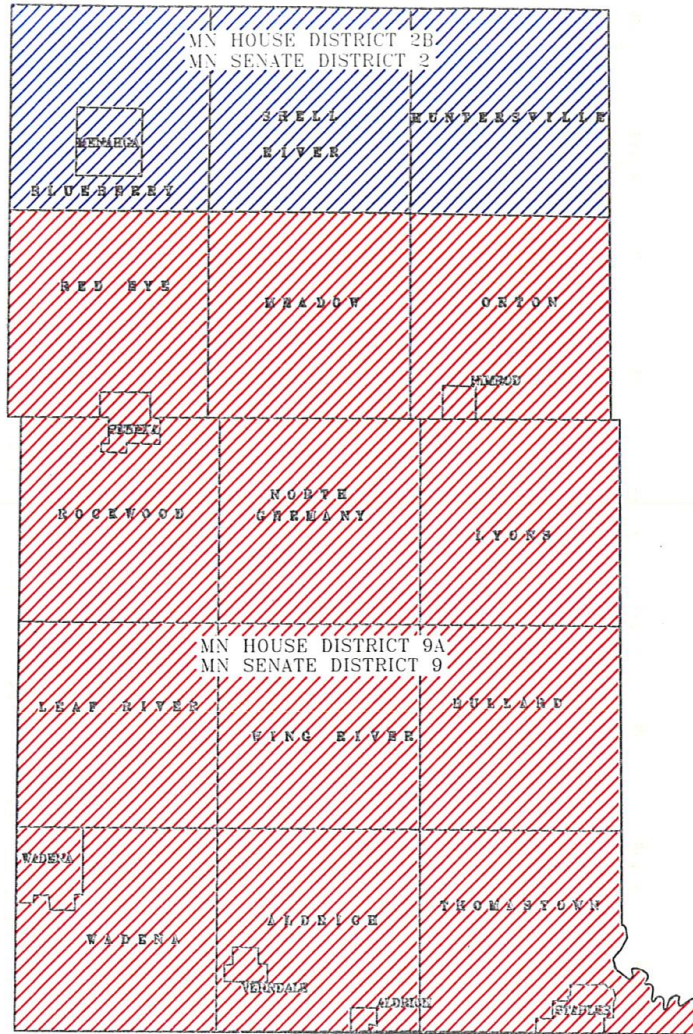 MN HOUSE DISTRICT 2B
MN SENATE DISTRICT 2
SHELL
RIVER
HUNTERSVILLE
MENAHGA
BLUEBERRY
RED EYE
MEADOW
ORTON
NIMROD
SEBEKA
ROCKWOOD
NORTH
GERMANY
LYONS
MN HOUSE DISTRICT 9A
MN SENATE DISTRICT 9
LEAF RIVER
WING RIVER
BULLARD
WADENA
WADENA
ALDRICH
THOMASTOWN
VERNDALE
ALDRICH
STAPLES